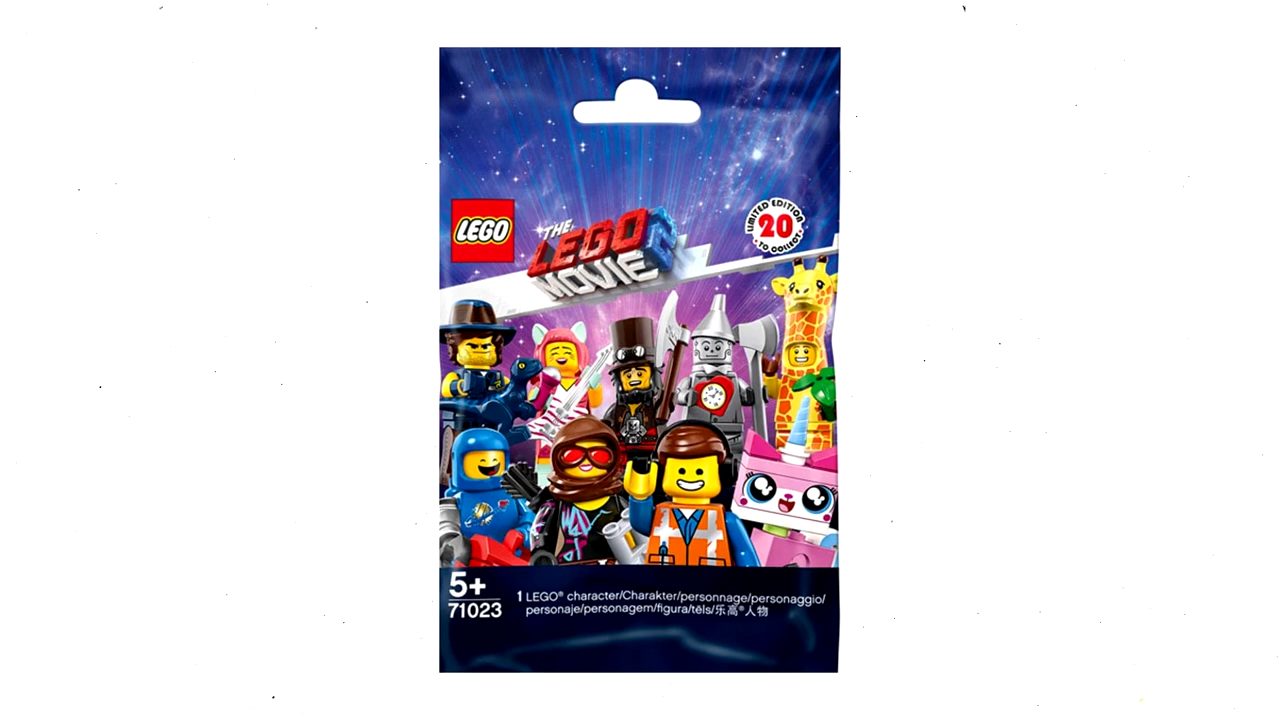 LEGO
THE
LEGO
MOVIE 2
LIMITED EDITION
20
TO COLLECT
5+
71023
1 LEGO® character/Charakter/personnage/personaggio/
personaje/personagem/figura/tēls/乐高®人物